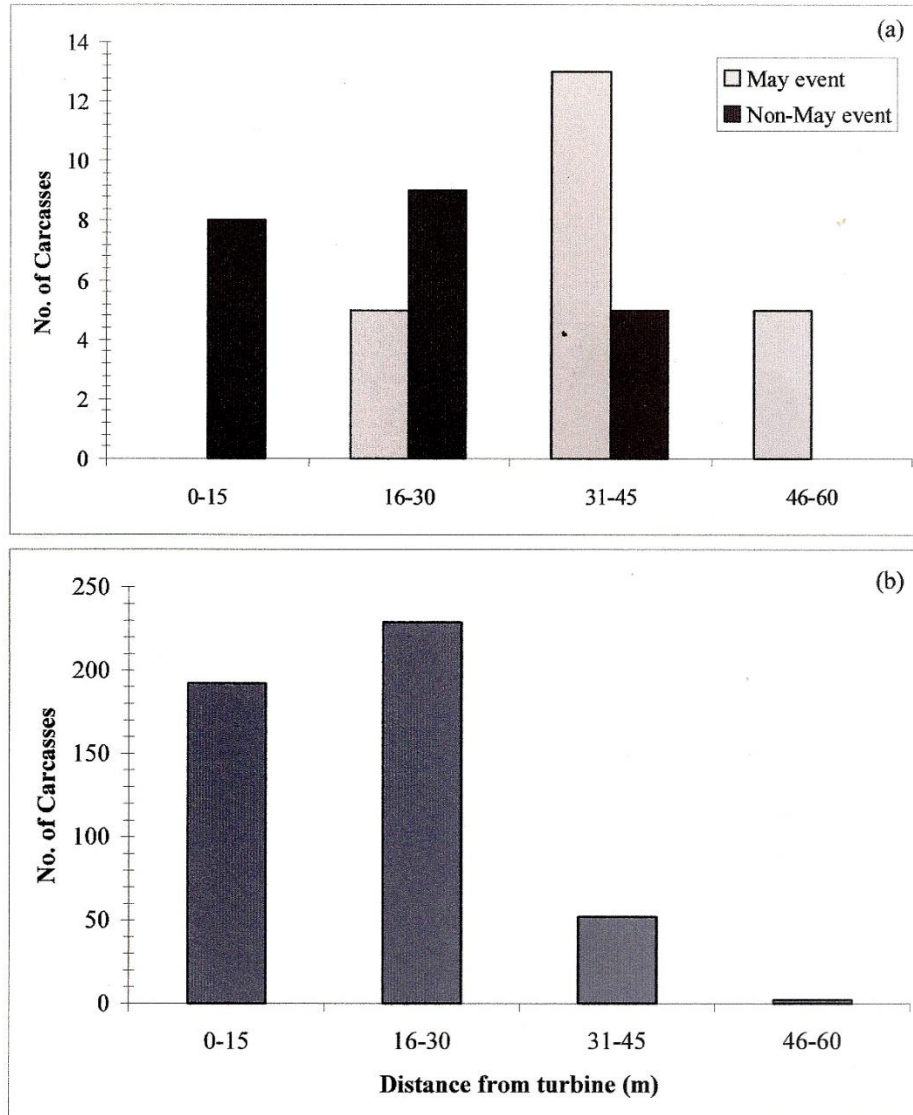 (a)
14
12
10
8
6
4
2
0
No. of Carcasses
May event
Non-May event
0-15 16-30 31-45 46-60
(b)
250
200
150
100
50
0
No. of Carcasses
0-15 16-30 31-45 46-60
Distance from turbine (m)